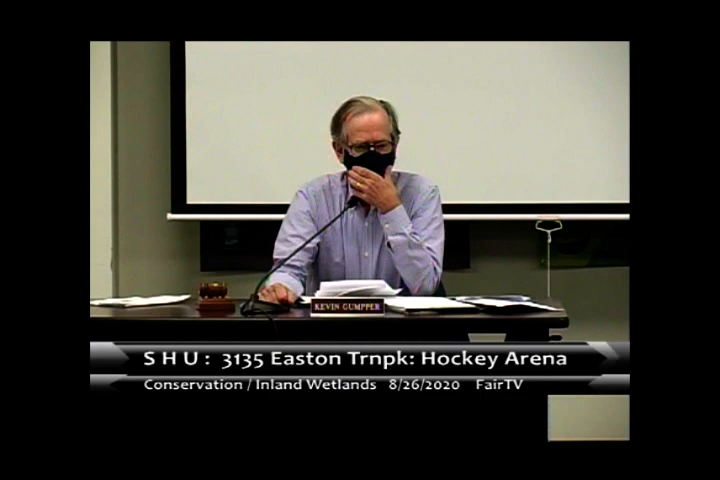 KEVIN GUMPPER
S H U : 3135 Easton Trnpk: Hockey Arena
Conservation / Inland Wetlands 8/26/2020 FairTV